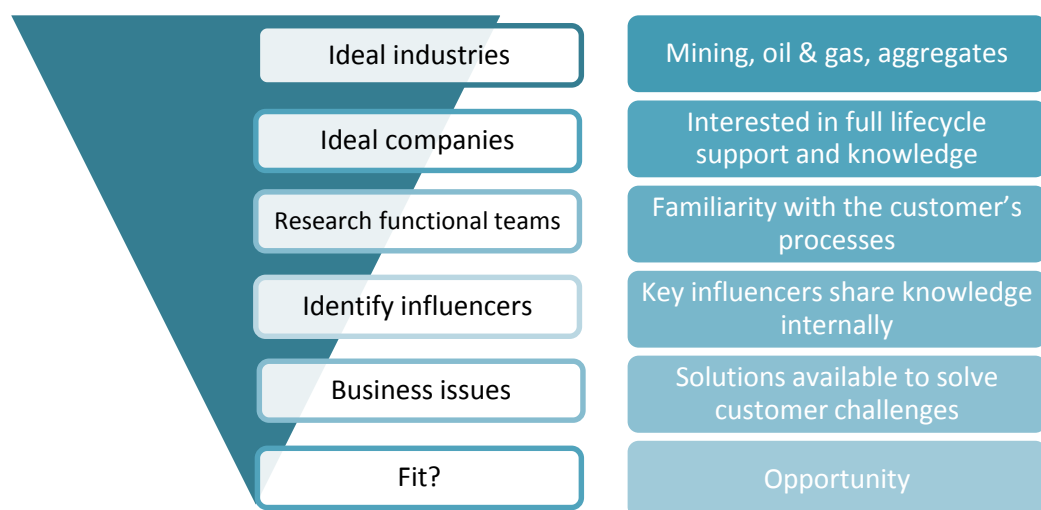 Ideal industries
Mining, oil & gas, aggregates
Ideal companies
Interested in full lifecycle
support and knowledge
Research functional teams
Familiarity with the customer’s
processes
Identify influencers
Key influencers share knowledge
internally
Business issues
Solutions available to solve
customer challenges
Fit?
Opportunity